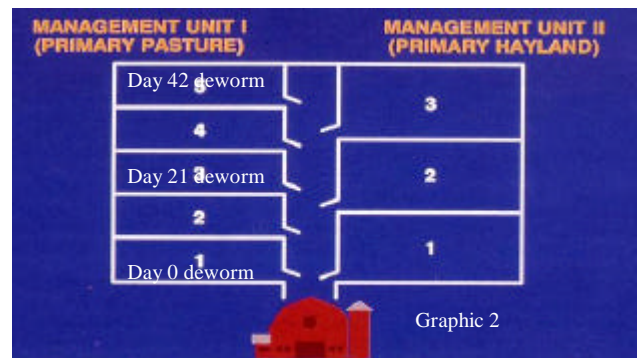 MANAGEMENT UNIT I
(PRIMARY PASTURE)
MANAGEMENT UNIT II
(PRIMARY HAYLAND)
Day 42 deworm
5
4
Day 21 deworm
3
2
1
Day 0 deworm
3
2
1
Graphic 2